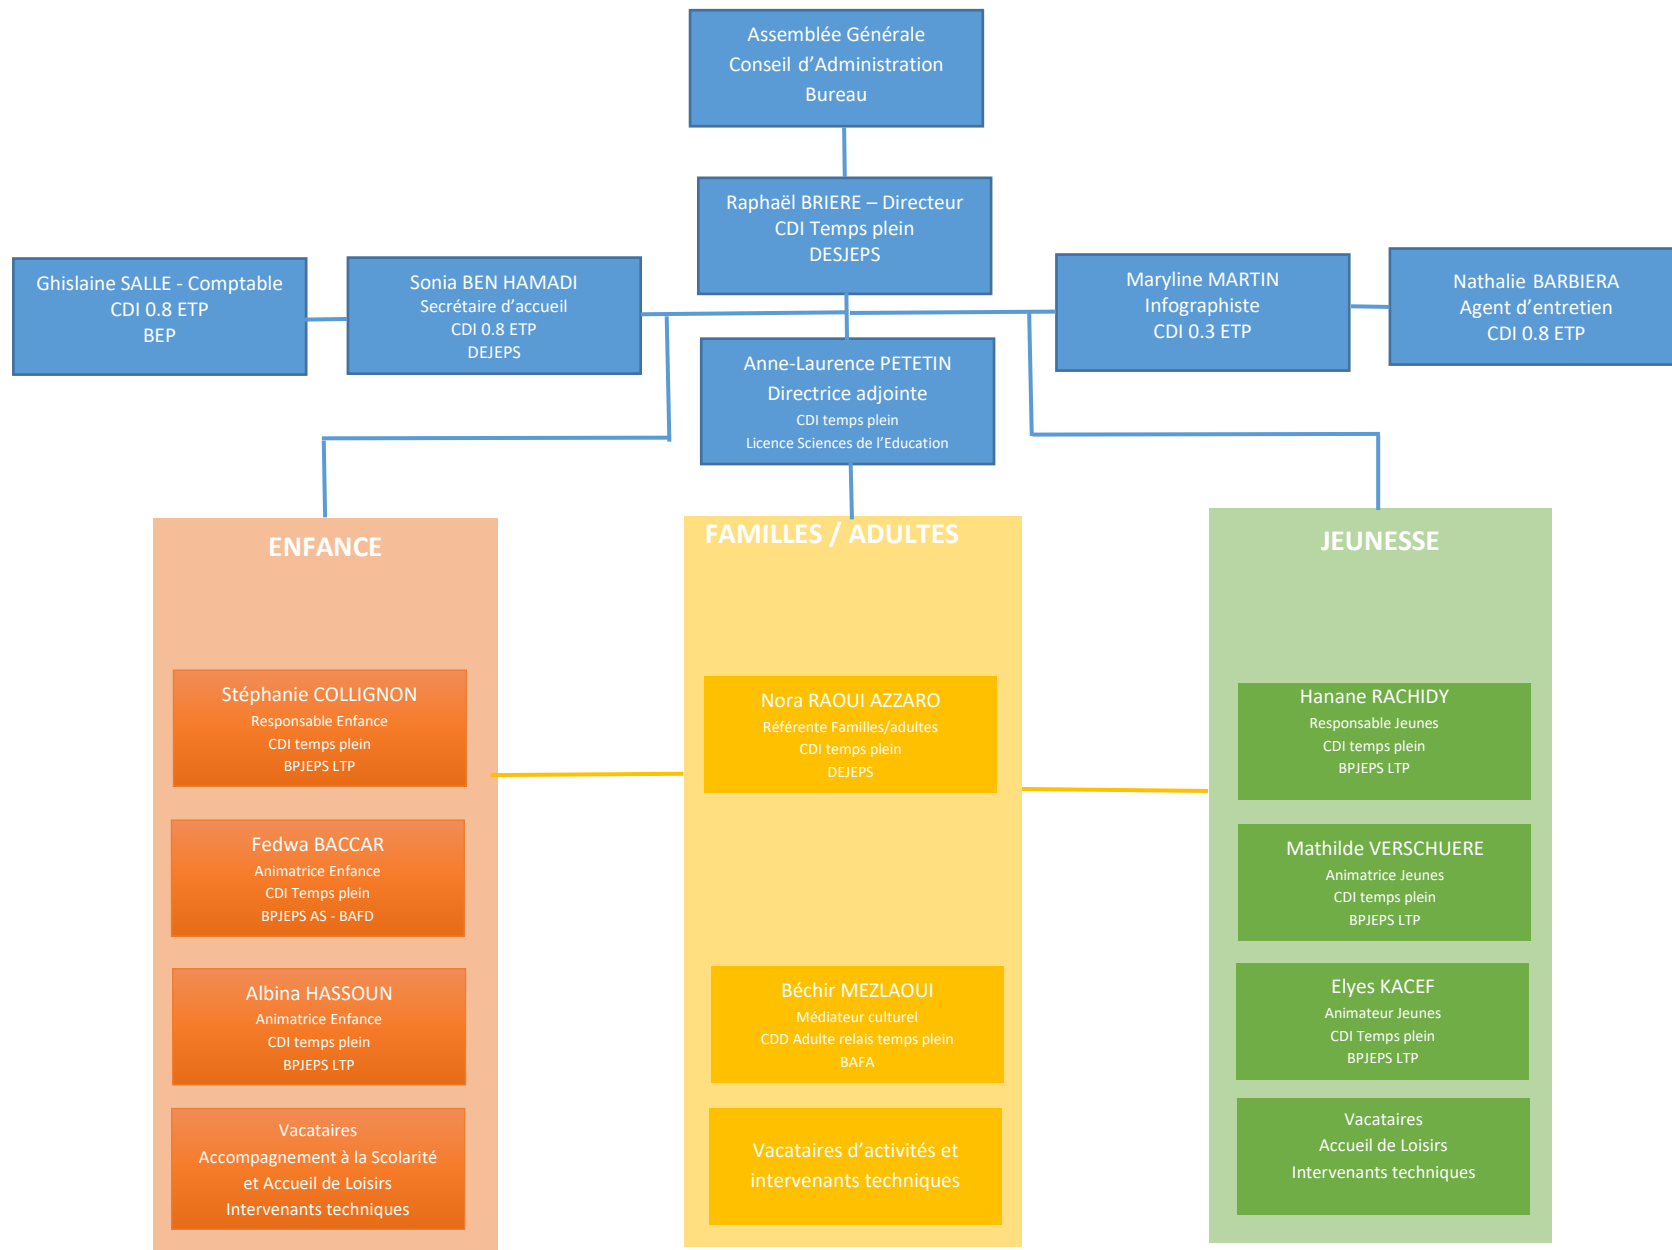 Assemblée Générale
Conseil d'Administration
Bureau
Raphaël BRIERE – Directeur
CDI Temps plein
DESJEPS
Ghislaine SALLE - Comptable
CDI 0.8 ETP
BEP
Sonia BEN HAMADI
Secrétaire d'accueil
CDI 0.8 ETP
DEJEPS
Maryline MARTIN
Infographiste
CDI 0.3 ETP
Nathalie BARBIERA
Agent d'entretien
CDI 0.8 ETP
Anne-Laurence PETETIN
Directrice adjointe
CDI temps plein
Licence Sciences de l'Education
ENFANCE
Stéphanie COLLIGNON
Responsable Enfance
CDI temps plein
BPJEPS LTP
Fedwa BACCAR
Animatrice Enfance
CDI Temps plein
BPJEPS AS - BAFD
Albina HASSOUN
Animatrice Enfance
CDI temps plein
BPJEPS LTP
Vacataires
Accompagnement à la Scolarité
et Accueil de Loisirs
Intervenants techniques
FAMILLES / ADULTES
Nora RAOUI AZZARO
Référente Familles/adultes
CDI temps plein
DEJEPS
Béchir MEZLAOUI
Médiateur culturel
CDD Adulte relais temps plein
BAFA
Vacataires d'activités et
intervenants techniques
JEUNESSE
Hanane RACHIDY
Responsable Jeunes
CDI temps plein
BPJEPS LTP
Mathilde VERSCHUERE
Animatrice Jeunes
CDI temps plein
BPJEPS LTP
Elyes KACEF
Animateur Jeunes
CDI Temps plein
BPJEPS LTP
Vacataires
Accueil de Loisirs
Intervenants techniques